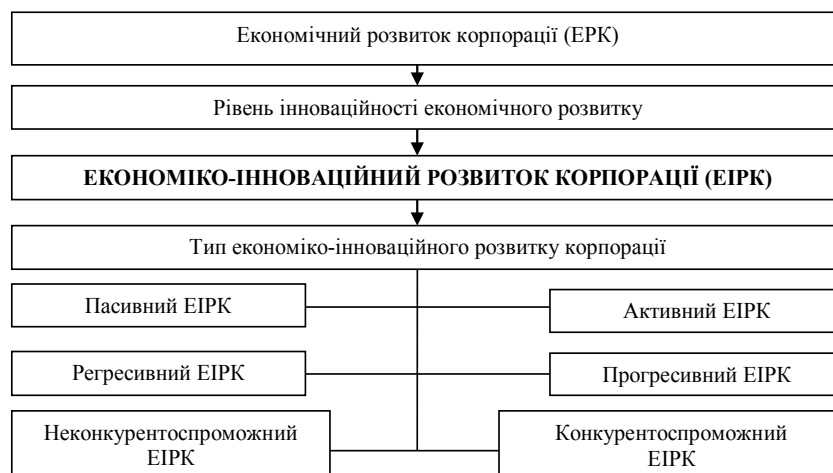 Економічний розвиток корпорації (ЕРК)
Рівень інноваційності економічного розвитку
ЕКОНОМІКО-ІННОВАЦІЙНИЙ РОЗВИТОК КОРПОРАЦІЇ (ЕІРК)
Тип економіко-інноваційного розвитку корпорації
Пасивний ЕІРК
Активний ЕІРК
Регресивний ЕІРК
Прогресивний ЕІРК
Неконкурентоспроможний
ЕІРК
Конкурентоспроможний
ЕІРК